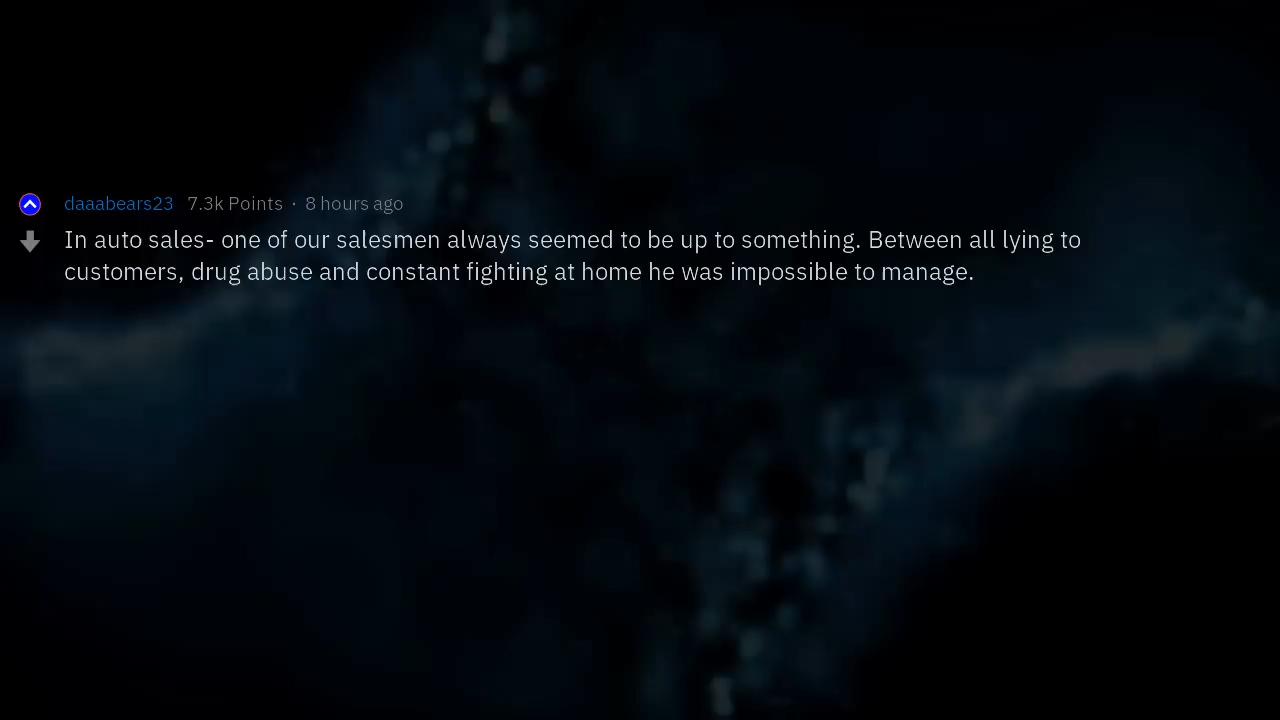 daaabears23 7.3k Points · 8 hours ago
In auto sales- one of our salesmen always seemed to be up to something. Between all lying to
customers, drug abuse and constant fighting at home he was impossible to manage.